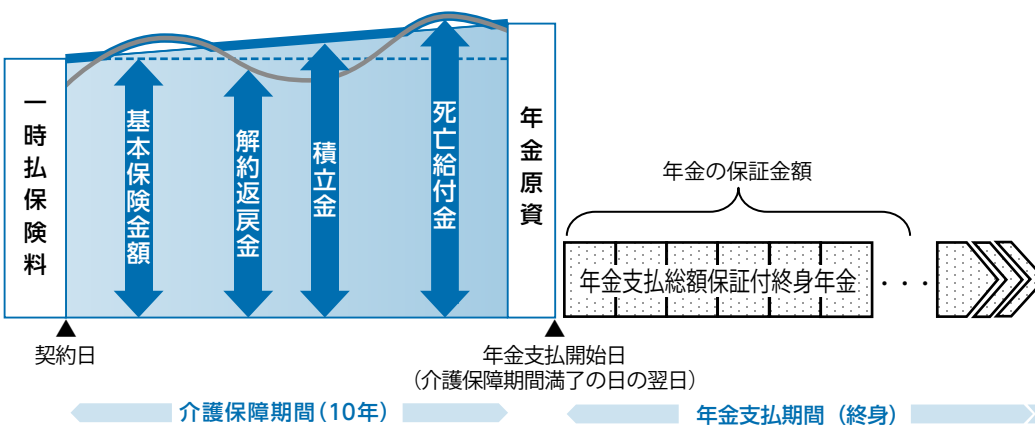 一時払保険料
基本保険金額
解約返戻金
積立金
死亡給付金
年金原資
年金の保証金額
年金支払総額保証付終身年金
・・・
契約日
年金支払開始日
（介護保障期間満了の日の翌日）
介護保障期間（10年）
年金支払期間（終身）